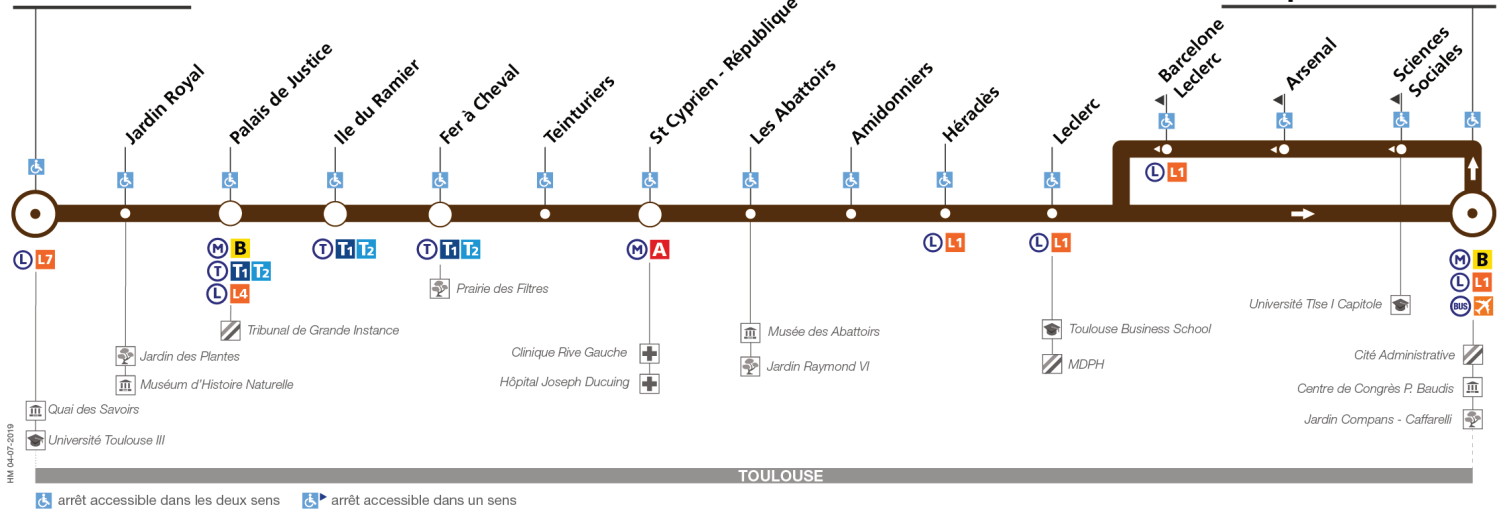 Jardin Royal
Palais de Justice
Ile du Ramier
Fer à Cheval
Teinturiers
St Cyprien - République
Les Abattoirs
Amidonniers
Héraclès
Leclerc
Barcelone
Leclerc
Arsenal
Sciences
Sociales
L L7
M B
T T1 T2
L L4
T T1 T2
T T1 T2
M A
L L1
L L1
L L1
M B
L L1
BUS
Prairie des Filtres
Tribunal de Grande Instance
Jardin des Plantes
Muséum d'Histoire Naturelle
Quai des Savoirs
Université Toulouse III
Clinique Rive Gauche
Hôpital Joseph Ducuing
Musée des Abattoirs
Jardin Raymond VI
Toulouse Business School
MDPH
Université Tlse I Capitole
Cité Administrative
Centre de Congrès P. Baudis
Jardin Compans - Caffarelli
HM 04-07-2019
TOULOUSE
arrêt accessible dans les deux sens
arrêt accessible dans un sens